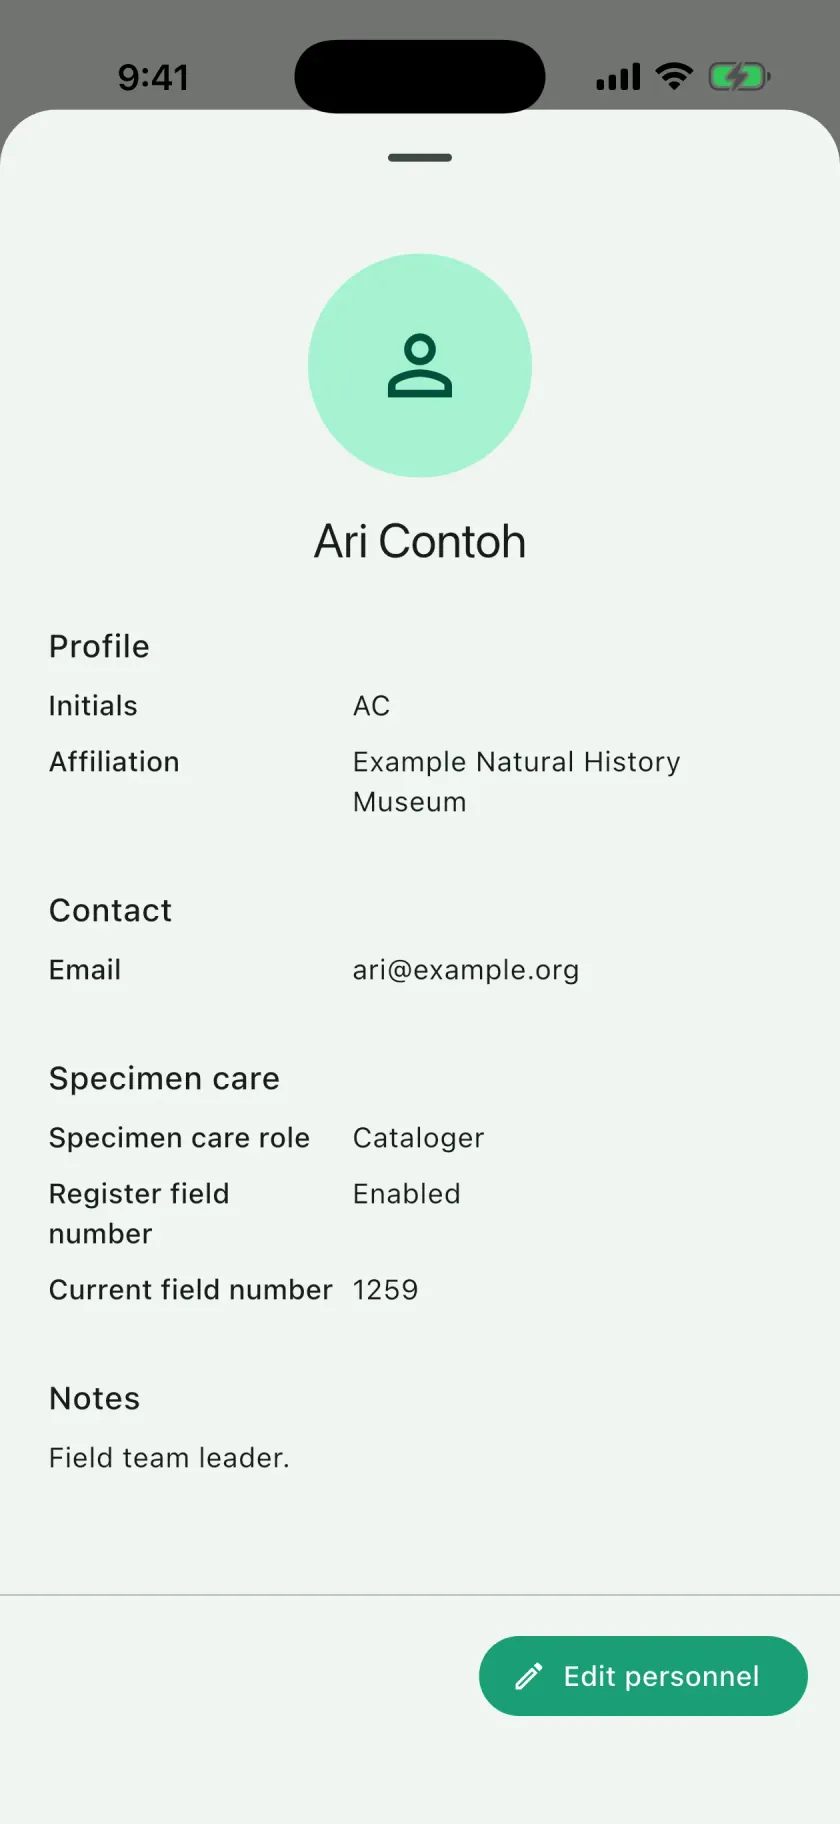 9:41
Ari Contoh
Profile
Initials AC
Affiliation Example Natural History
Museum
Contact
Email ari@example.org
Specimen care
Specimen care role Cataloger
Register field Enabled
number
Current field number 1259
Notes
Field team leader.
Edit personnel